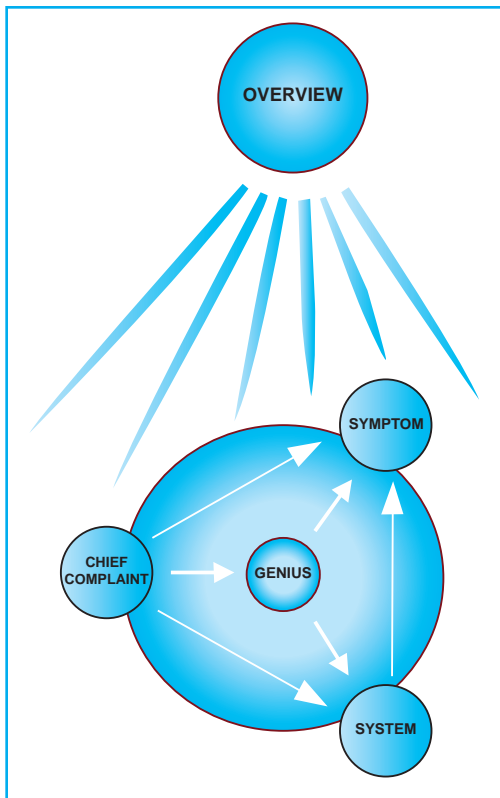 OVERVIEW
SYMPTOM
CHIEF
COMPLAINT
GENIUS
SYSTEM